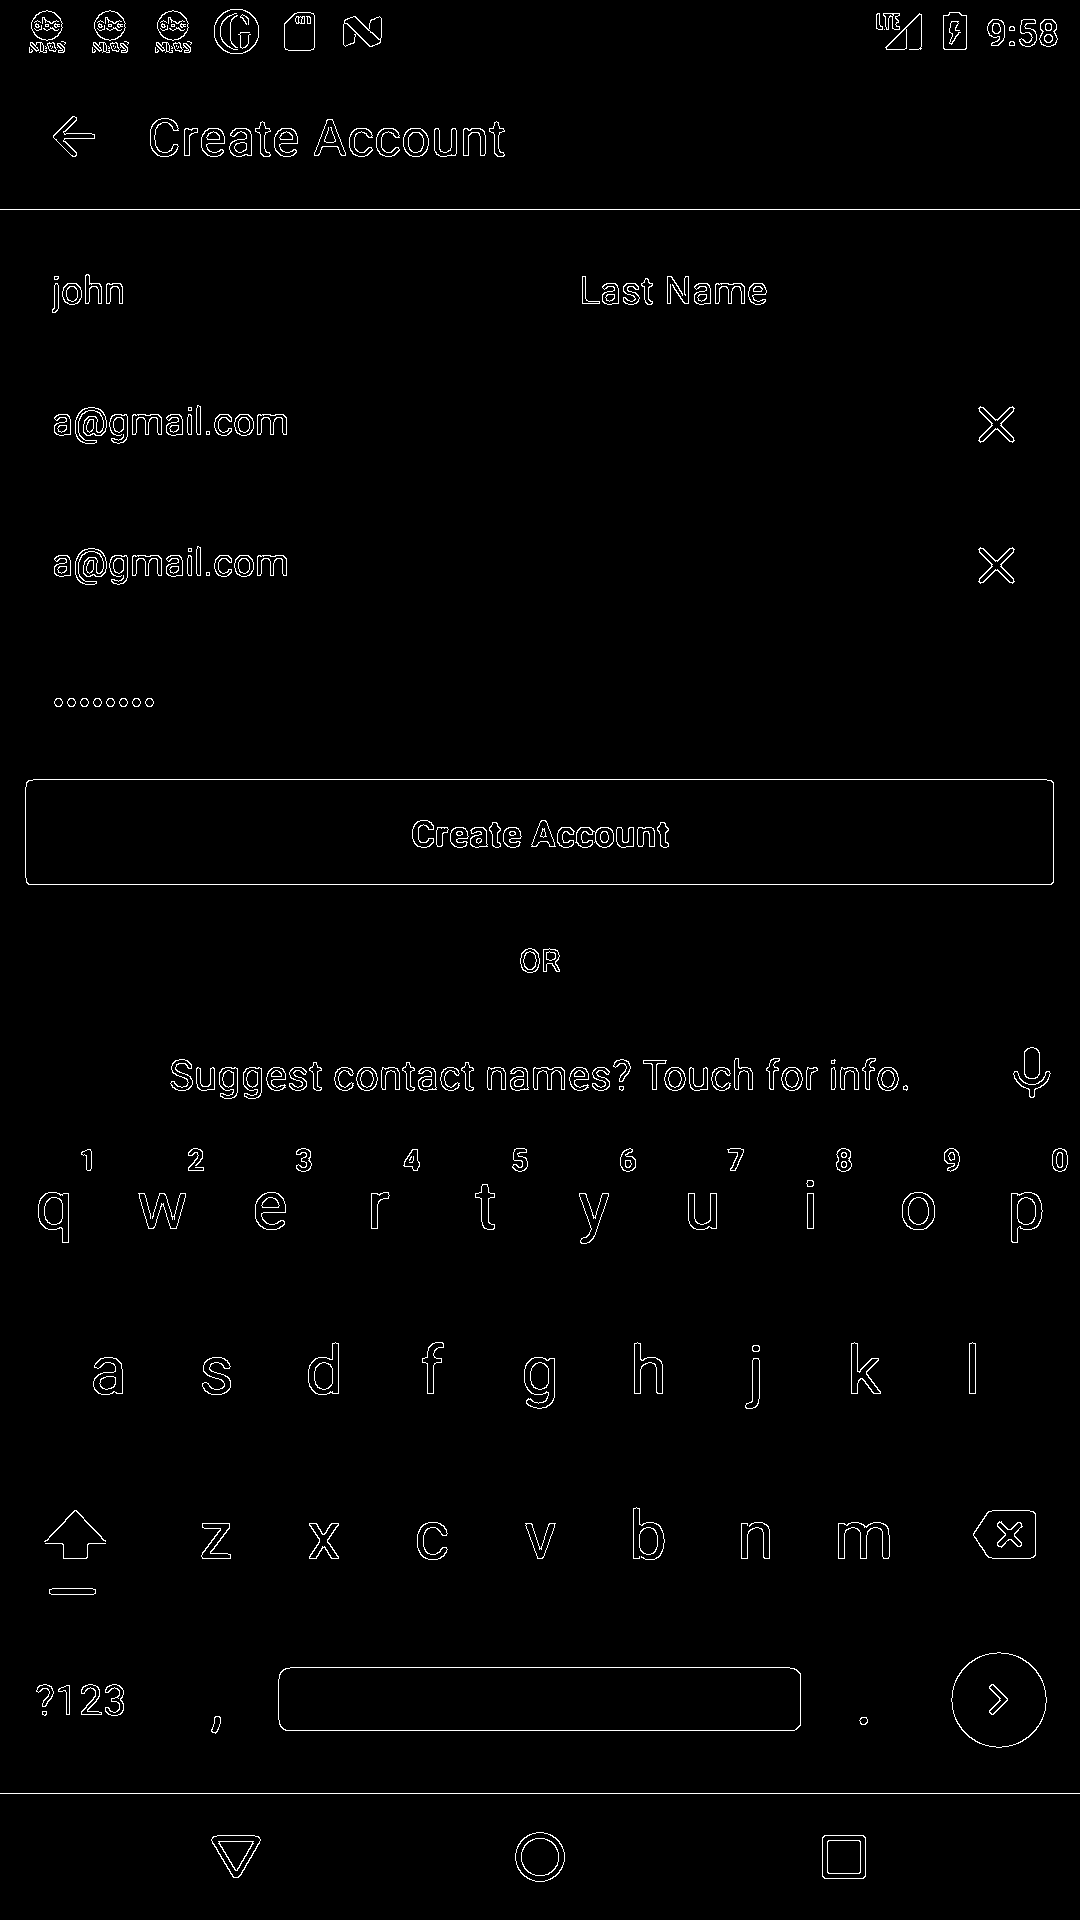 abc NEWS abc NEWS abc NEWS G N LTE 9:58
Create Account
john Last Name
a@gmail.com
a@gmail.com
Create Account
OR
Suggest contact names? Touch for info.
1 2 3 4 5 6 7 8 9 0
q w e r t y u i o p
a s d f g h j k l
z x c v b n m
?123 , .